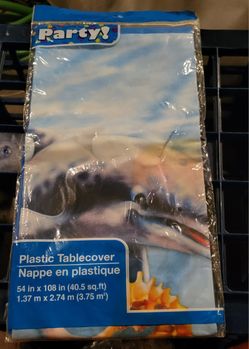 Party!
Plastic Tablecover
Nappe en plastique
54 in x 108 in (40.5 sq.ft)
1.37 m x 2.74 m (3.75 m²)